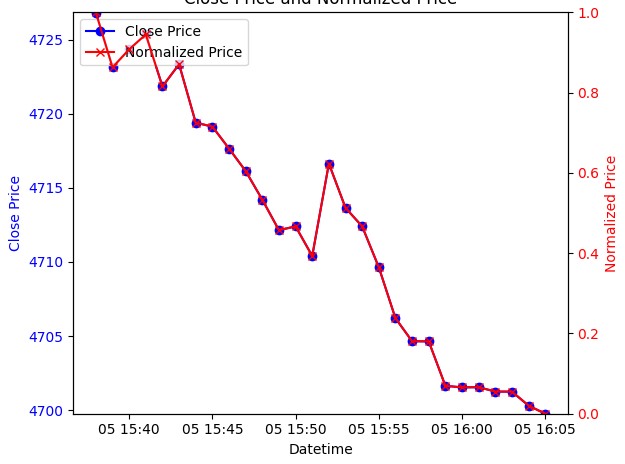 Close Price and Normalized Price
Close Price
Normalized Price
4725
4720
4715
4710
4705
4700
Close Price
1.0
0.8
0.6
0.4
0.2
0.0
Normalized Price
05 15:40 05 15:45 05 15:50 05 15:55 05 16:00 05 16:05
Datetime